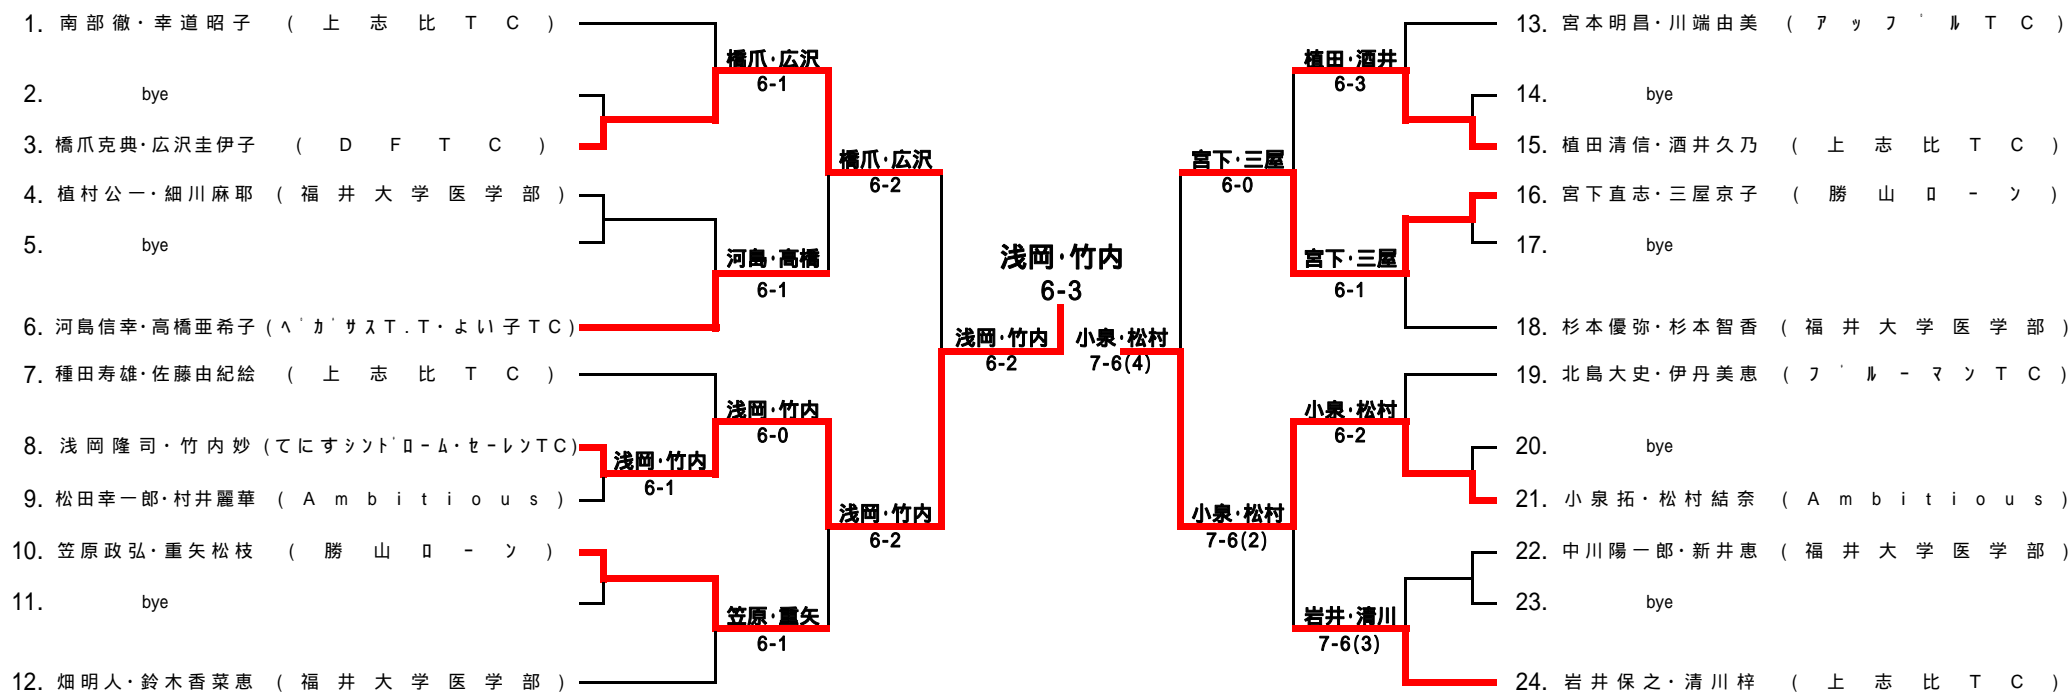 1. 南部徹・幸道昭子 (上志比TC)
2. bye
3. 橋爪克典・広沢圭伊子 (DFTC)
4. 植村公一・細川麻耶 (福井大学医学部)
5. bye
6. 河島信幸・高橋亜希子 (ペガサスT.T・よい子TC)
7. 種田寿雄・佐藤由紀絵 (上志比TC)
8. 浅岡隆司・竹内妙 (てにすシンドローム・セーレンTC)
9. 松田幸一郎・村井麗華 (Ambitious)
10. 笠原政弘・重矢松枝 (勝山ローン)
11. bye
12. 畑明人・鈴木香菜恵 (福井大学医学部)
浅岡・竹内
6-1
橋爪・広沢
6-1
河島・高橋
6-1
浅岡・竹内
6-0
笠原・重矢
6-1
橋爪・広沢
6-2
浅岡・竹内
6-2
浅岡・竹内
6-2
浅岡・竹内
6-3
小泉・松村
7-6(4)
宮下・三屋
6-0
小泉・松村
7-6(2)
植田・酒井
6-3
宮下・三屋
6-1
小泉・松村
6-2
岩井・清川
7-6(3)
13. 宮本明昌・川端由美 (アップルTC)
14. bye
15. 植田清信・酒井久乃 (上志比TC)
16. 宮下直志・三屋京子 (勝山ローン)
17. bye
18. 杉本優弥・杉本智香 (福井大学医学部)
19. 北島大史・伊丹美恵 (ブルーマンTC)
20. bye
21. 小泉拓・松村結奈 (Ambitious)
22. 中川陽一郎・新井恵 (福井大学医学部)
23. bye
24. 岩井保之・清川梓 (上志比TC)